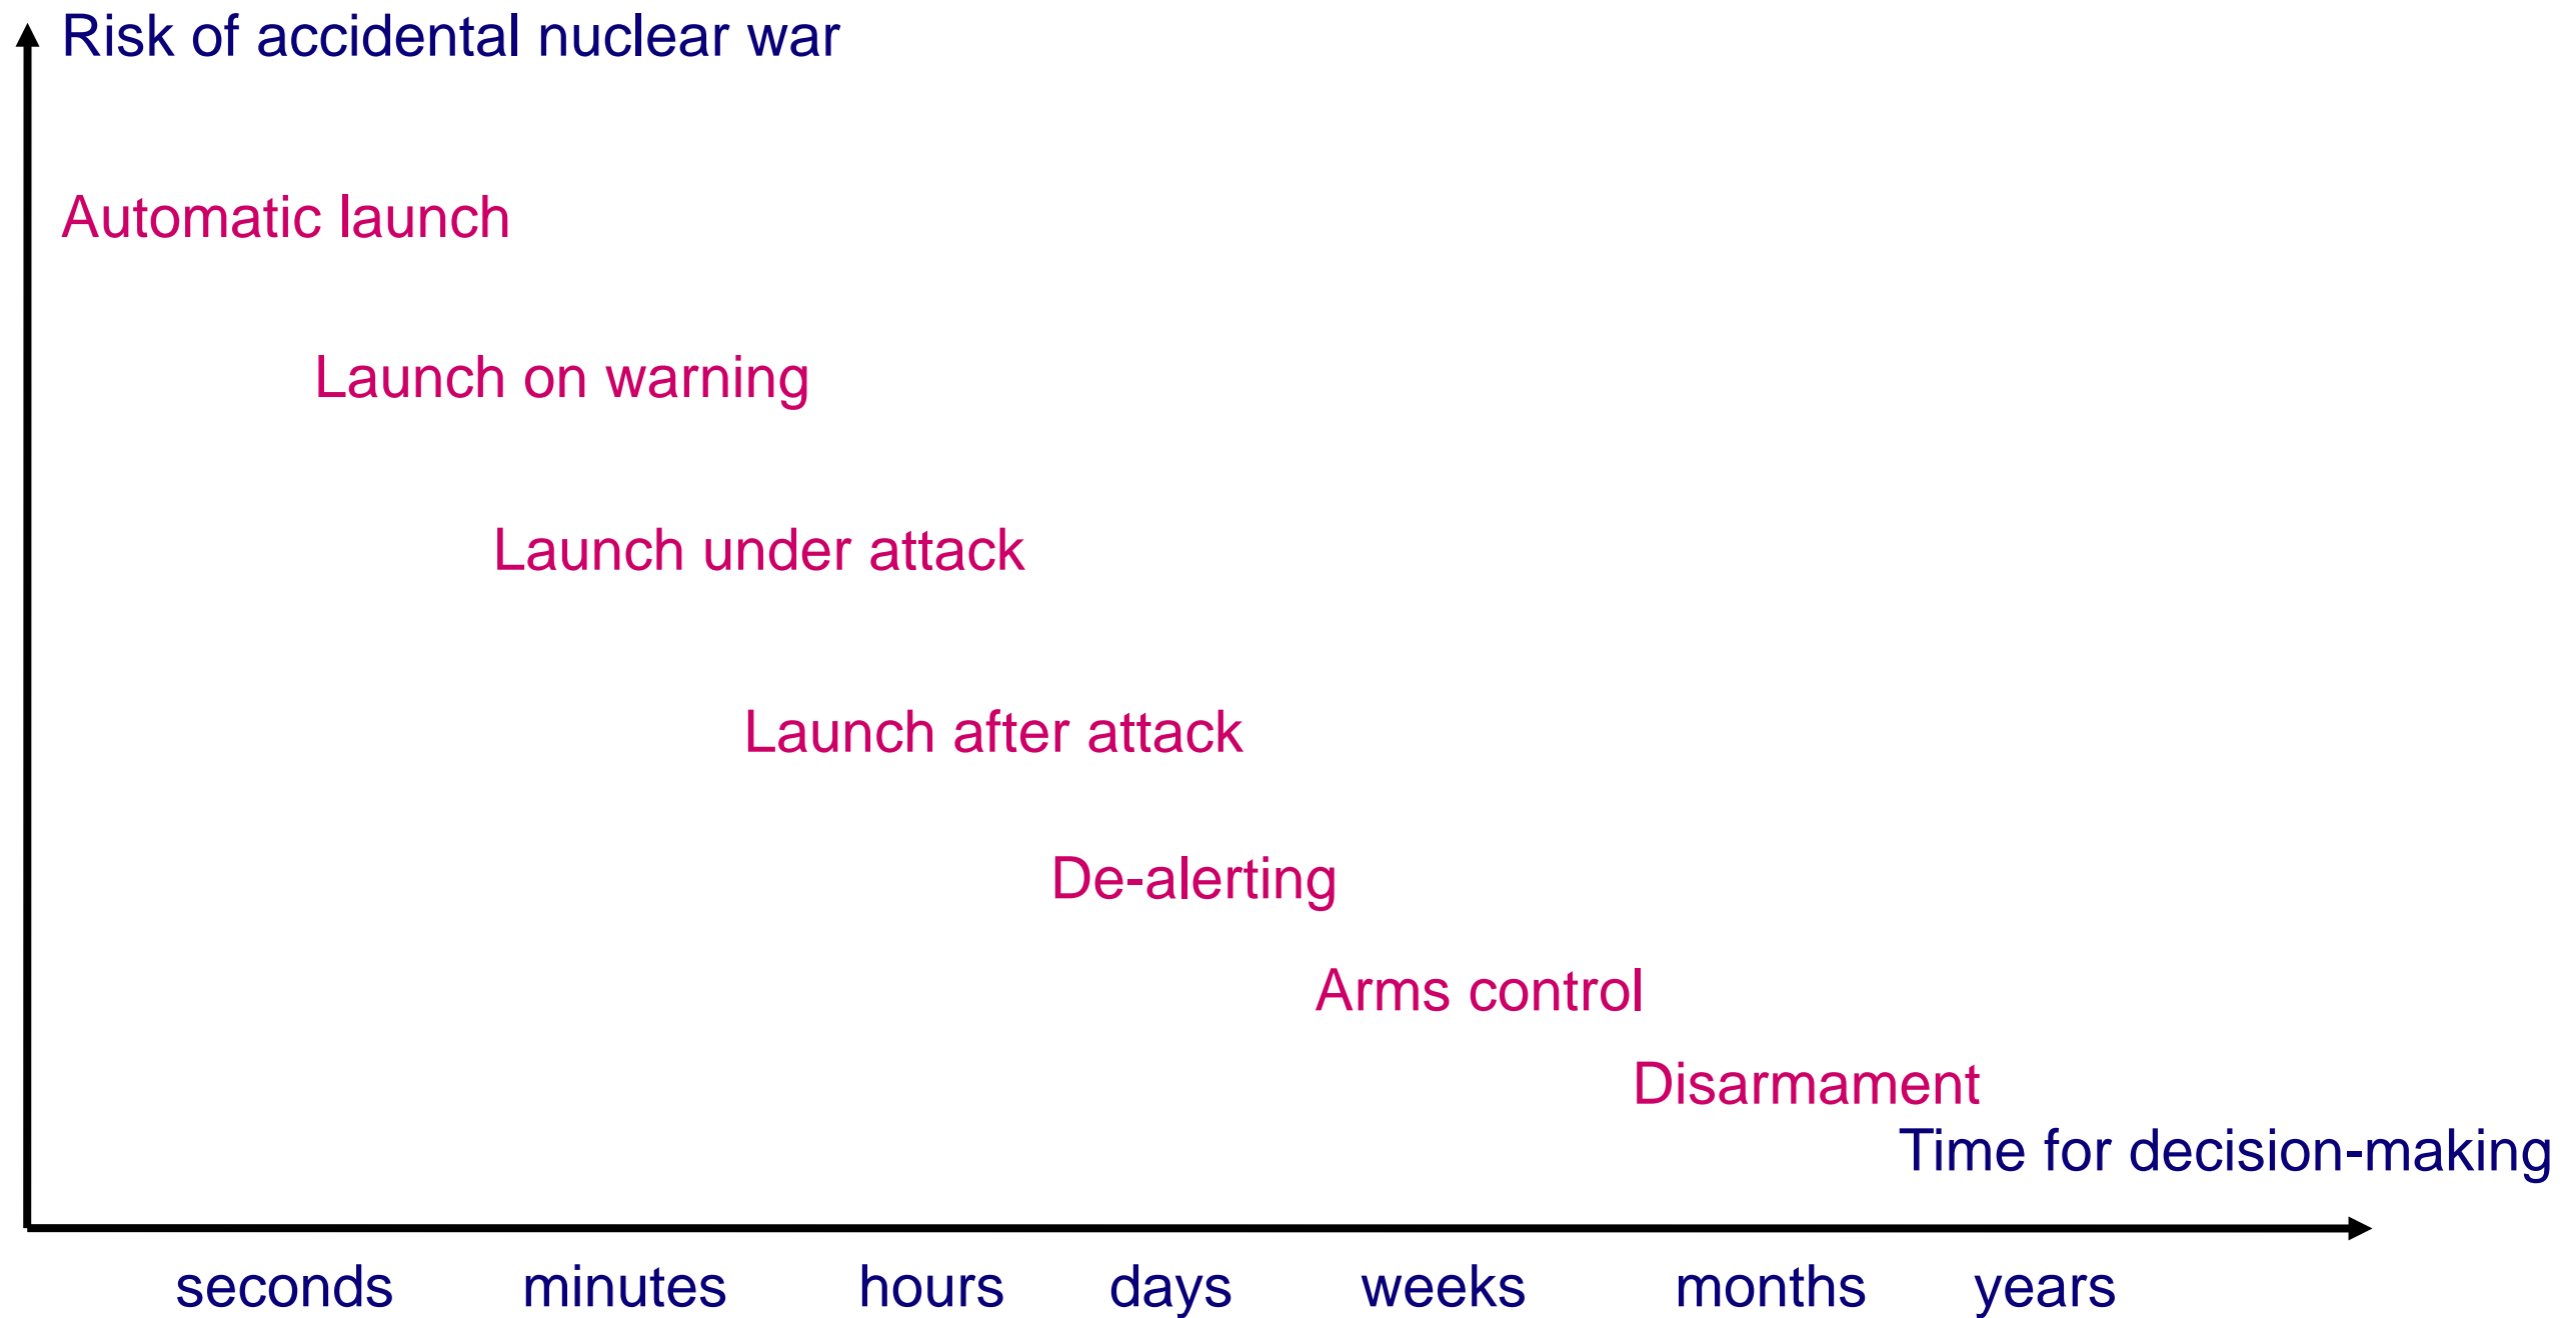 Risk of accidental nuclear war
Automatic launch
Launch on warning
Launch under attack
Launch after attack
De-alerting
Arms control
Disarmament
Time for decision-making
seconds minutes hours days weeks months years